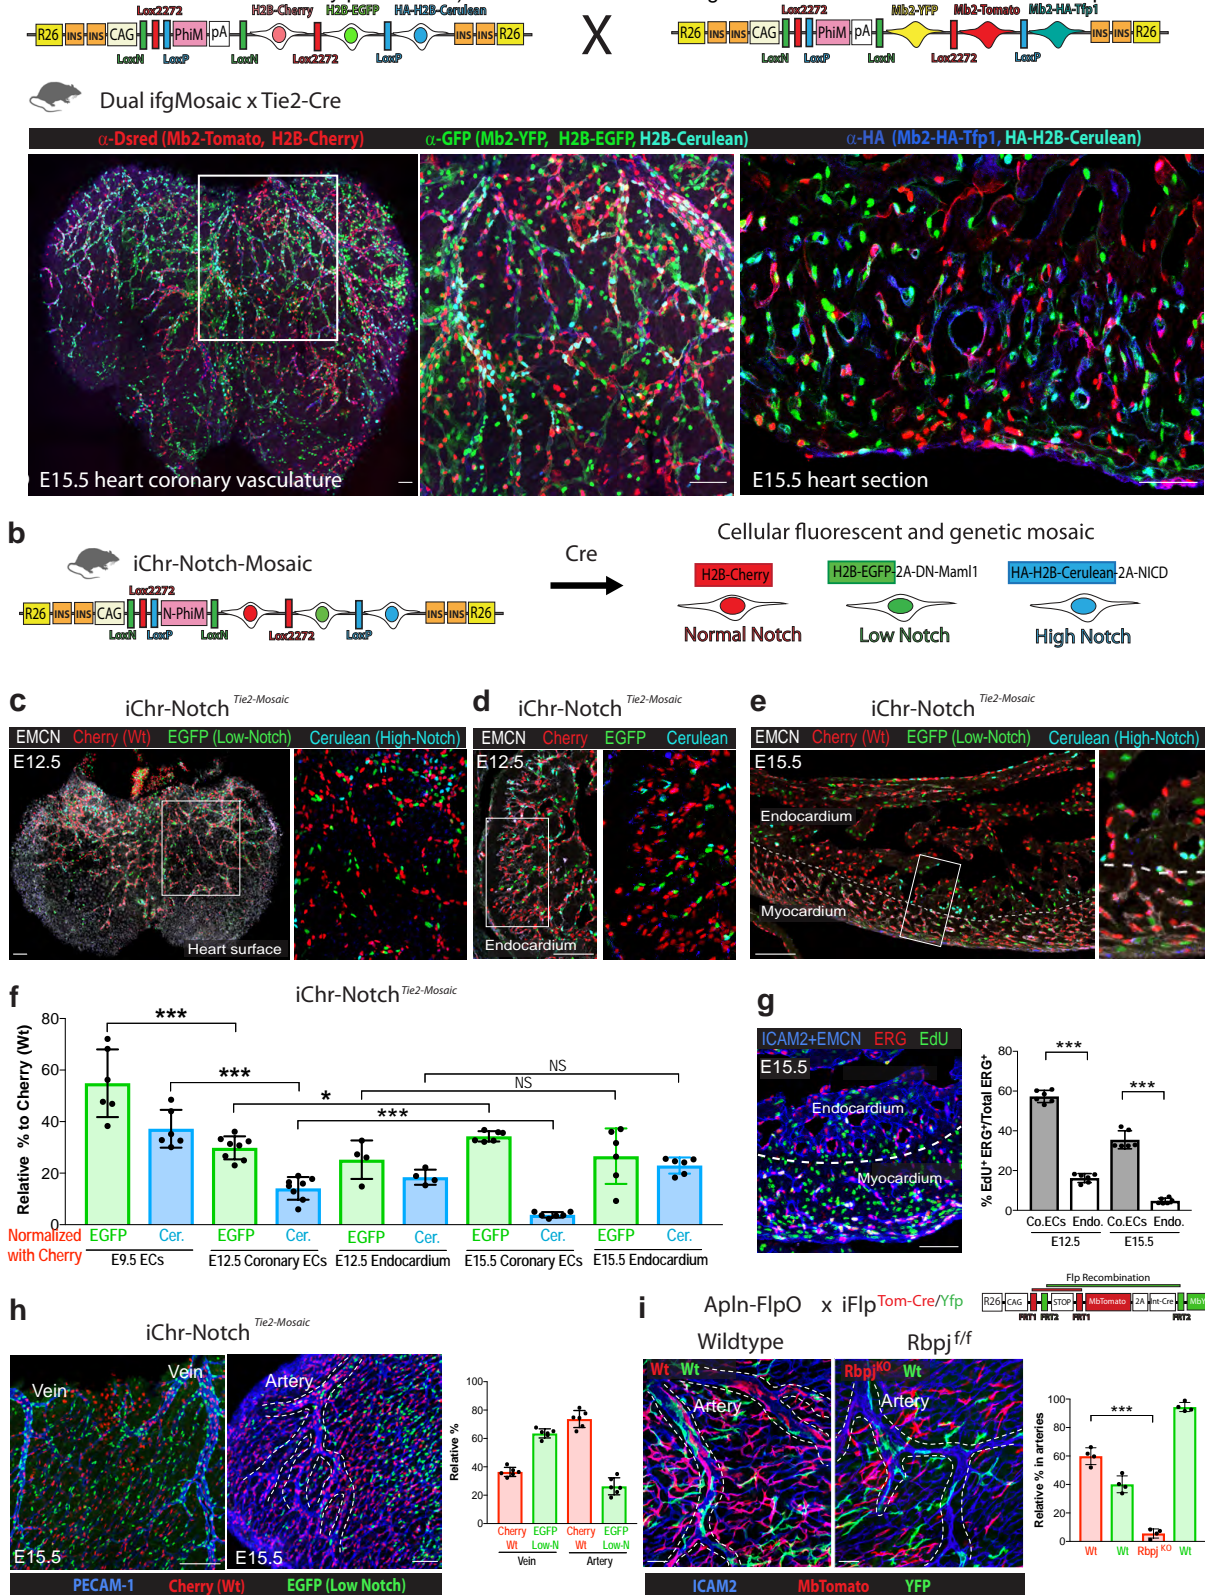 Lox2272 H2B-Cherry H2B-EGFP HA-H2B-Cerulean
R26 INS INS CAG PhiM pA INS INS R26
LoxN LoxP LoxN Lox2272 LoxP
X
Lox2272 Mb2-YFP Mb2-Tomato Mb2-HA-Tfp1
R26 INS INS CAG PhiM pA INS INS R26
LoxN LoxP LoxN Lox2272 LoxP
Dual ifgMosaic x Tie2-Cre
α-Dsred (Mb2-Tomato, H2B-Cherry) α-GFP (Mb2-YFP, H2B-EGFP, H2B-Cerulean) α-HA (Mb2-HA-Tfp1, HA-H2B-Cerulean)
E15.5 heart coronary vasculature
E15.5 heart section
b
iChr-Notch-Mosaic
Lox2272
R26 INS INS CAG N-PhiM INS INS R26
LoxN LoxP LoxN Lox2272 LoxP
Cre
Cellular fluorescent and genetic mosaic
H2B-Cherry H2B-EGFP-2A-DN-Maml1 HA-H2B-Cerulean-2A-NICD
Normal Notch Low Notch High Notch
c
iChr-Notch Tie2-Mosaic
EMCN Cherry (Wt) EGFP (Low-Notch) Cerulean (High-Notch)
E12.5
Heart surface
d
iChr-Notch Tie2-Mosaic
EMCN Cherry EGFP Cerulean
E12.5
Endocardium
e
iChr-Notch Tie2-Mosaic
EMCN Cherry (Wt) EGFP (Low-Notch) Cerulean (High-Notch)
E15.5
Endocardium
Myocardium
f
iChr-Notch Tie2-Mosaic
Relative % to Cherry (Wt)
80
60
40
20
0
*** *** * *** NS NS
Normalized with Cherry
EGFP Cer. EGFP Cer. EGFP Cer. EGFP Cer. EGFP Cer.
E9.5 ECs E12.5 Coronary ECs E12.5 Endocardium E15.5 Coronary ECs E15.5 Endocardium
g
ICAM2+EMCN ERG EdU
E15.5
Endocardium
Myocardium
% EdU+ ERG+/Total ERG+
80
60
40
20
0
*** ***
Co.ECs Endo. Co.ECs Endo.
E12.5 E15.5
h
iChr-Notch Tie2-Mosaic
Vein Vein
E15.5
Artery
E15.5
PECAM-1 Cherry (Wt) EGFP (Low Notch)
Relative %
100
80
60
40
20
0
Cherry EGFP Cherry EGFP
Wt Low-N Wt Low-N
Vein Artery
i
Apln-FlpO x iFlp Tom-Cre/Yfp
Flp Recombination
R26 CAG STOP MbTomato 2A Int-Cre
FRT1 FRT2 FRT1 FRT2
Wildtype Rbpj f/f
Wt Wt
Artery
Rbpj KO Wt
Artery
ICAM2 MbTomato YFP
Relative % in arteries
100
80
60
40
20
0
***
Wt Wt Rbpj KO Wt